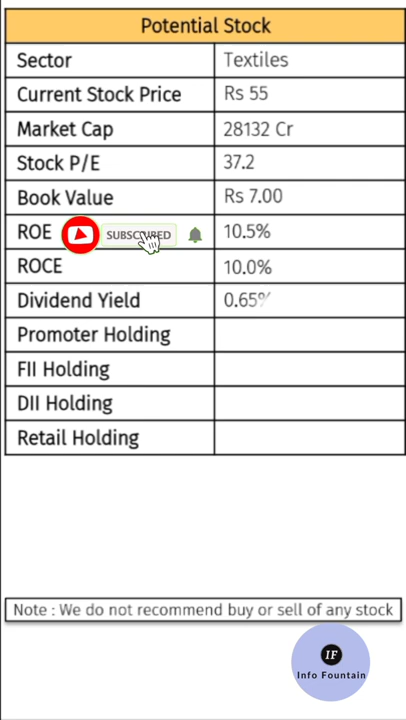 Potential Stock
Sector Textiles
Current Stock Price Rs 55
Market Cap 28132 Cr
Stock P/E 37.2
Book Value Rs 7.00
ROE SUBSCRIBED 10.5%
ROCE 10.0%
Dividend Yield 0.65%
Promoter Holding
FII Holding
DII Holding
Retail Holding
Note : We do not recommend buy or sell of any stock
IF
Info Fountain